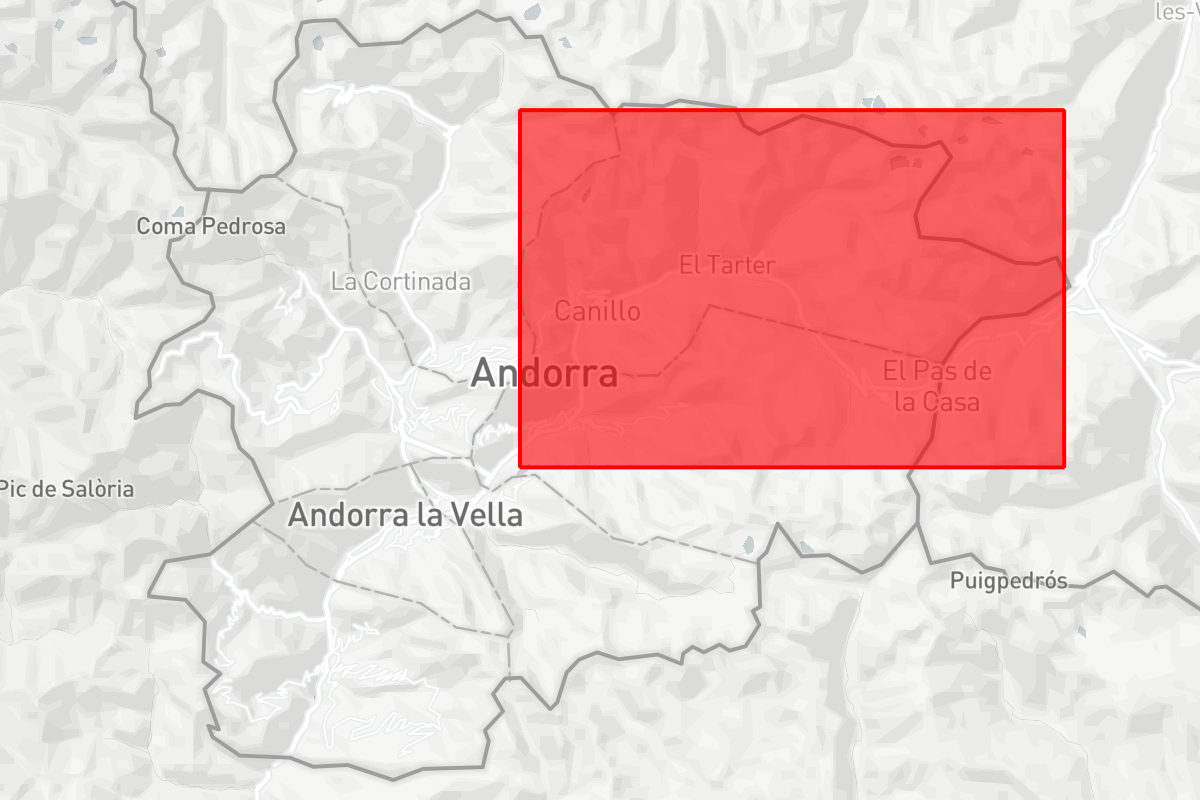 les-V
Coma Pedrosa
La Cortinada
El Tarter
Canillo
Andorra
El Pas de
la Casa
Pic de Salòria
Andorra la Vella
Puigpedrós